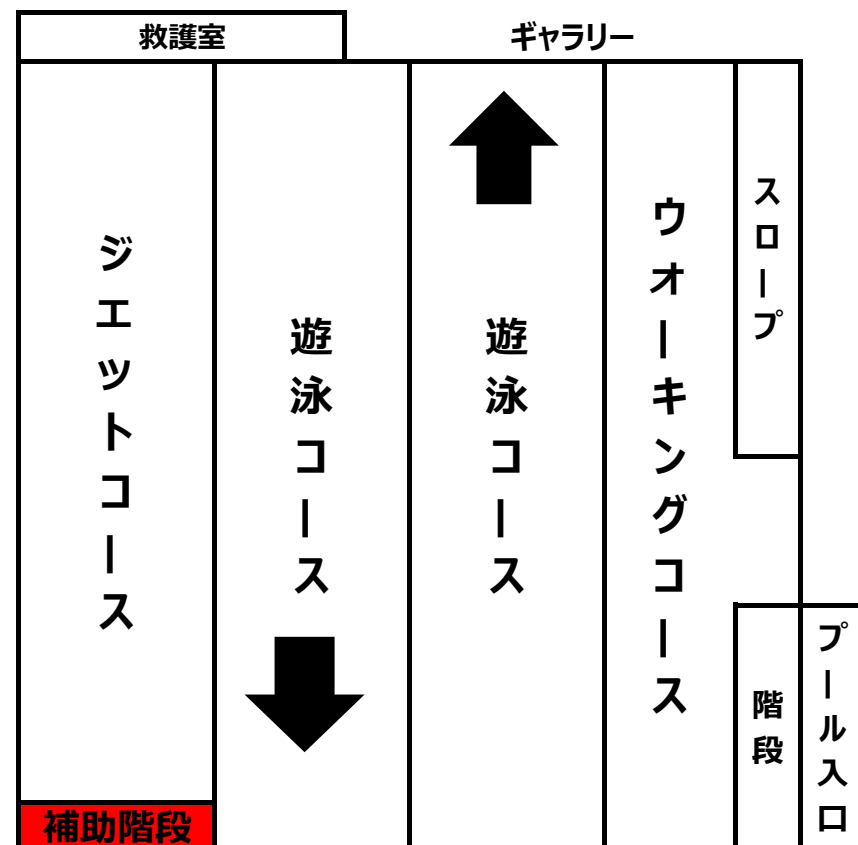 救護室
ギャラリー
ジェットコース
遊泳コース
遊泳コース
ウォーキングコース
スロープ
階段
プール入口
補助階段